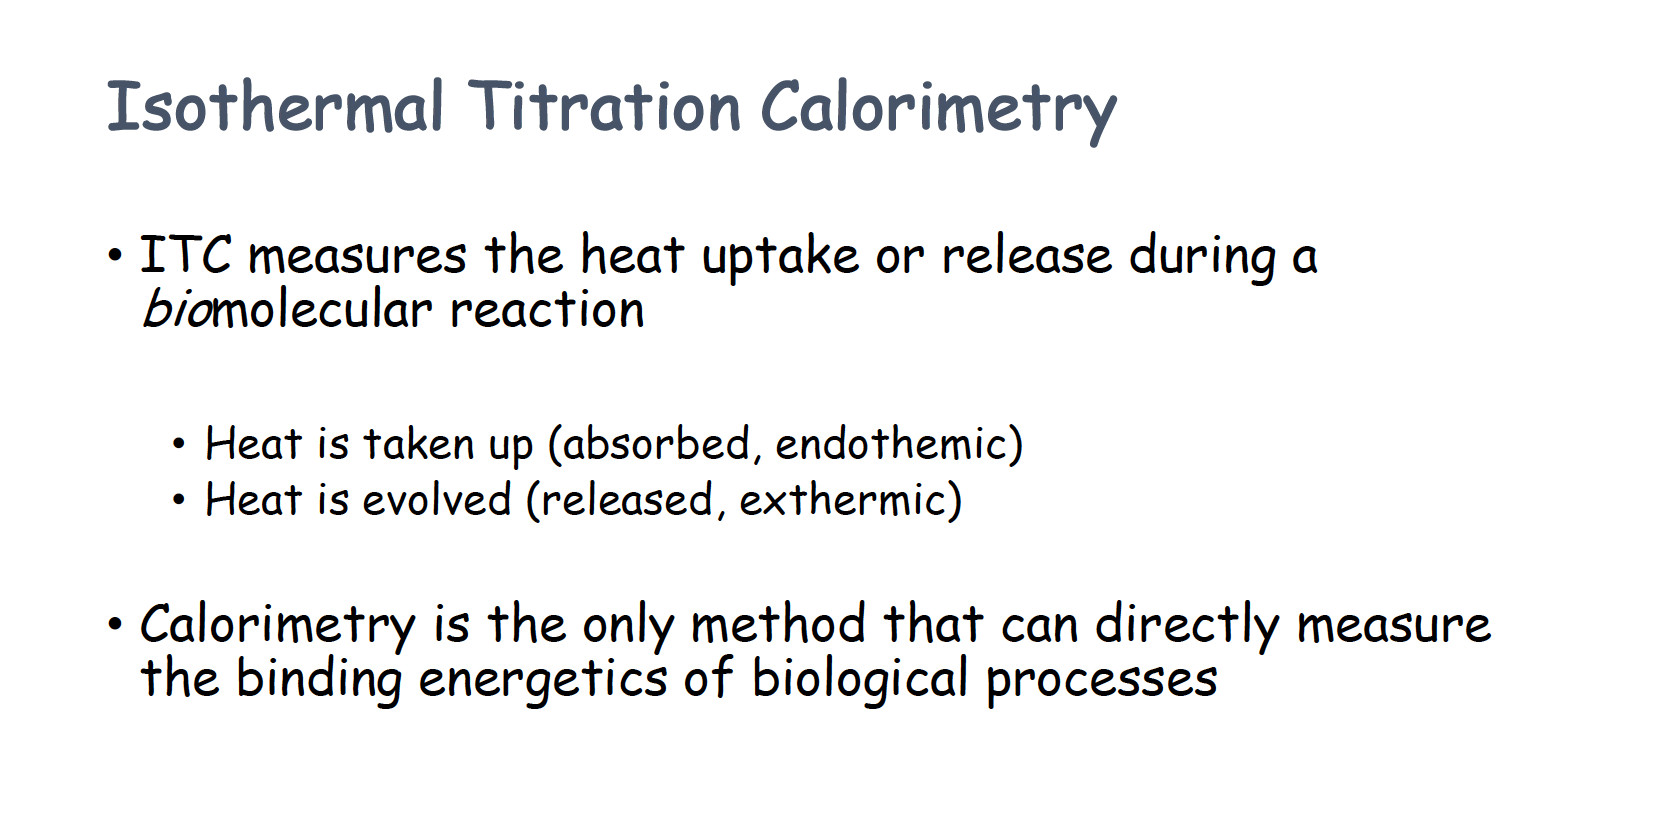 Isothermal Titration Calorimetry
• ITC measures the heat uptake or release during a
biomolecular reaction
• Heat is taken up (absorbed, endothemic)
• Heat is evolved (released, exthermic)
• Calorimetry is the only method that can directly measure
the binding energetics of biological processes